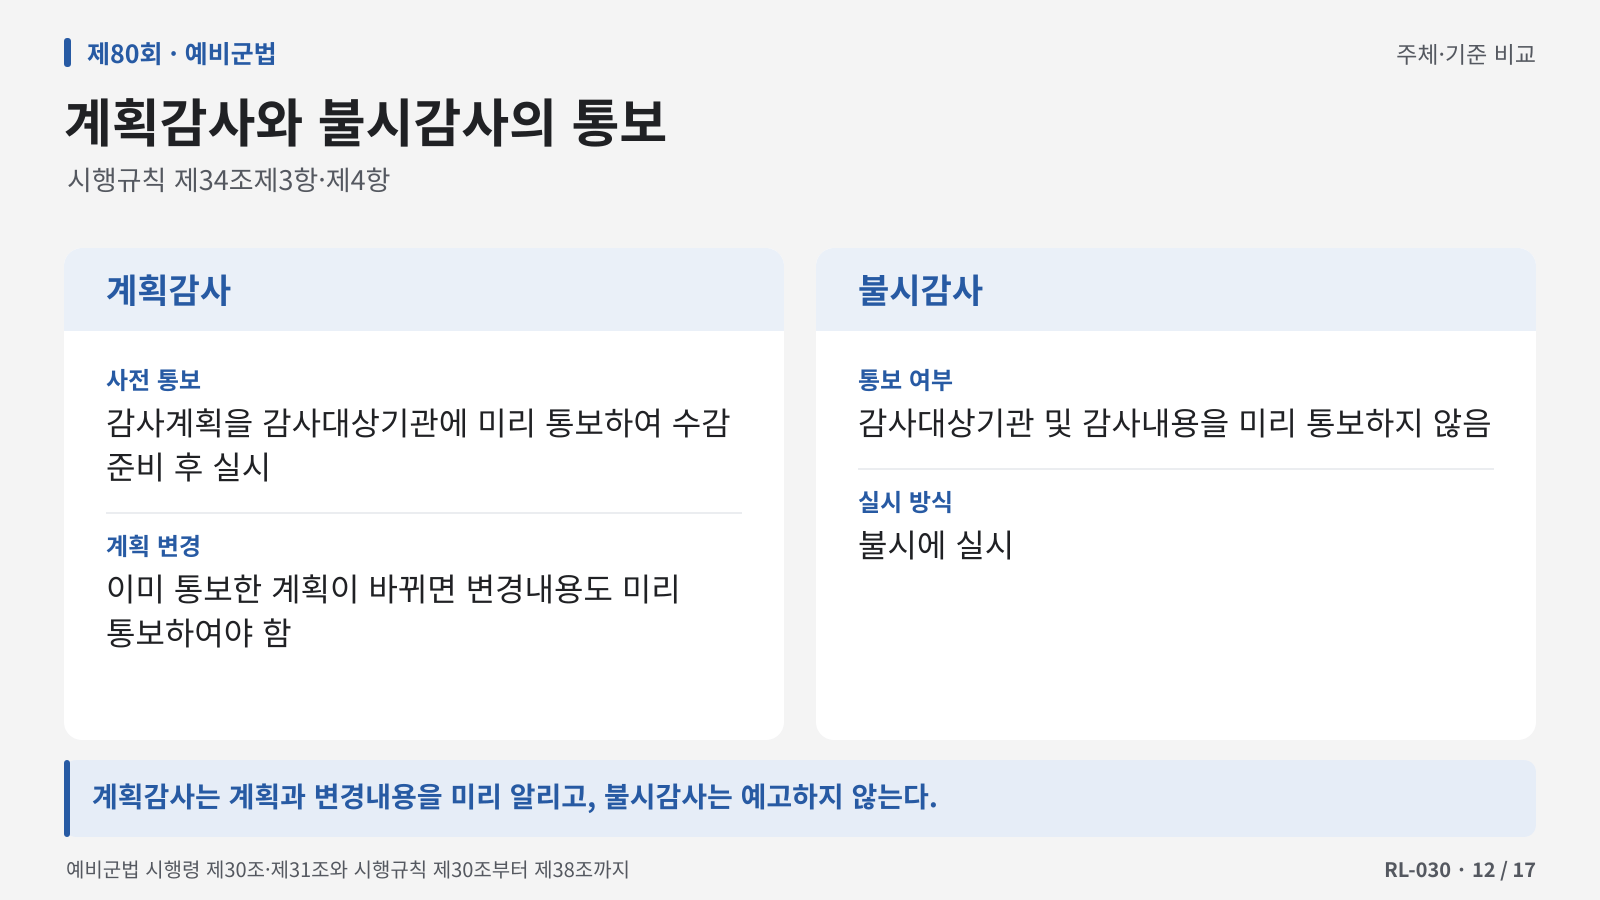 제80회 · 예비군법
주체·기준 비교
계획감사와 불시감사의 통보
시행규칙 제34조제3항·제4항
계획감사
사전 통보
감사계획을 감사대상기관에 미리 통보하여 수감
준비 후 실시
계획 변경
이미 통보한 계획이 바뀌면 변경내용도 미리
통보하여야 함
불시감사
통보 여부
감사대상기관 및 감사내용을 미리 통보하지 않음
실시 방식
불시에 실시
계획감사는 계획과 변경내용을 미리 알리고, 불시감사는 예고하지 않는다.
예비군법 시행령 제30조·제31조와 시행규칙 제30조부터 제38조까지
RL-030 · 12 / 17